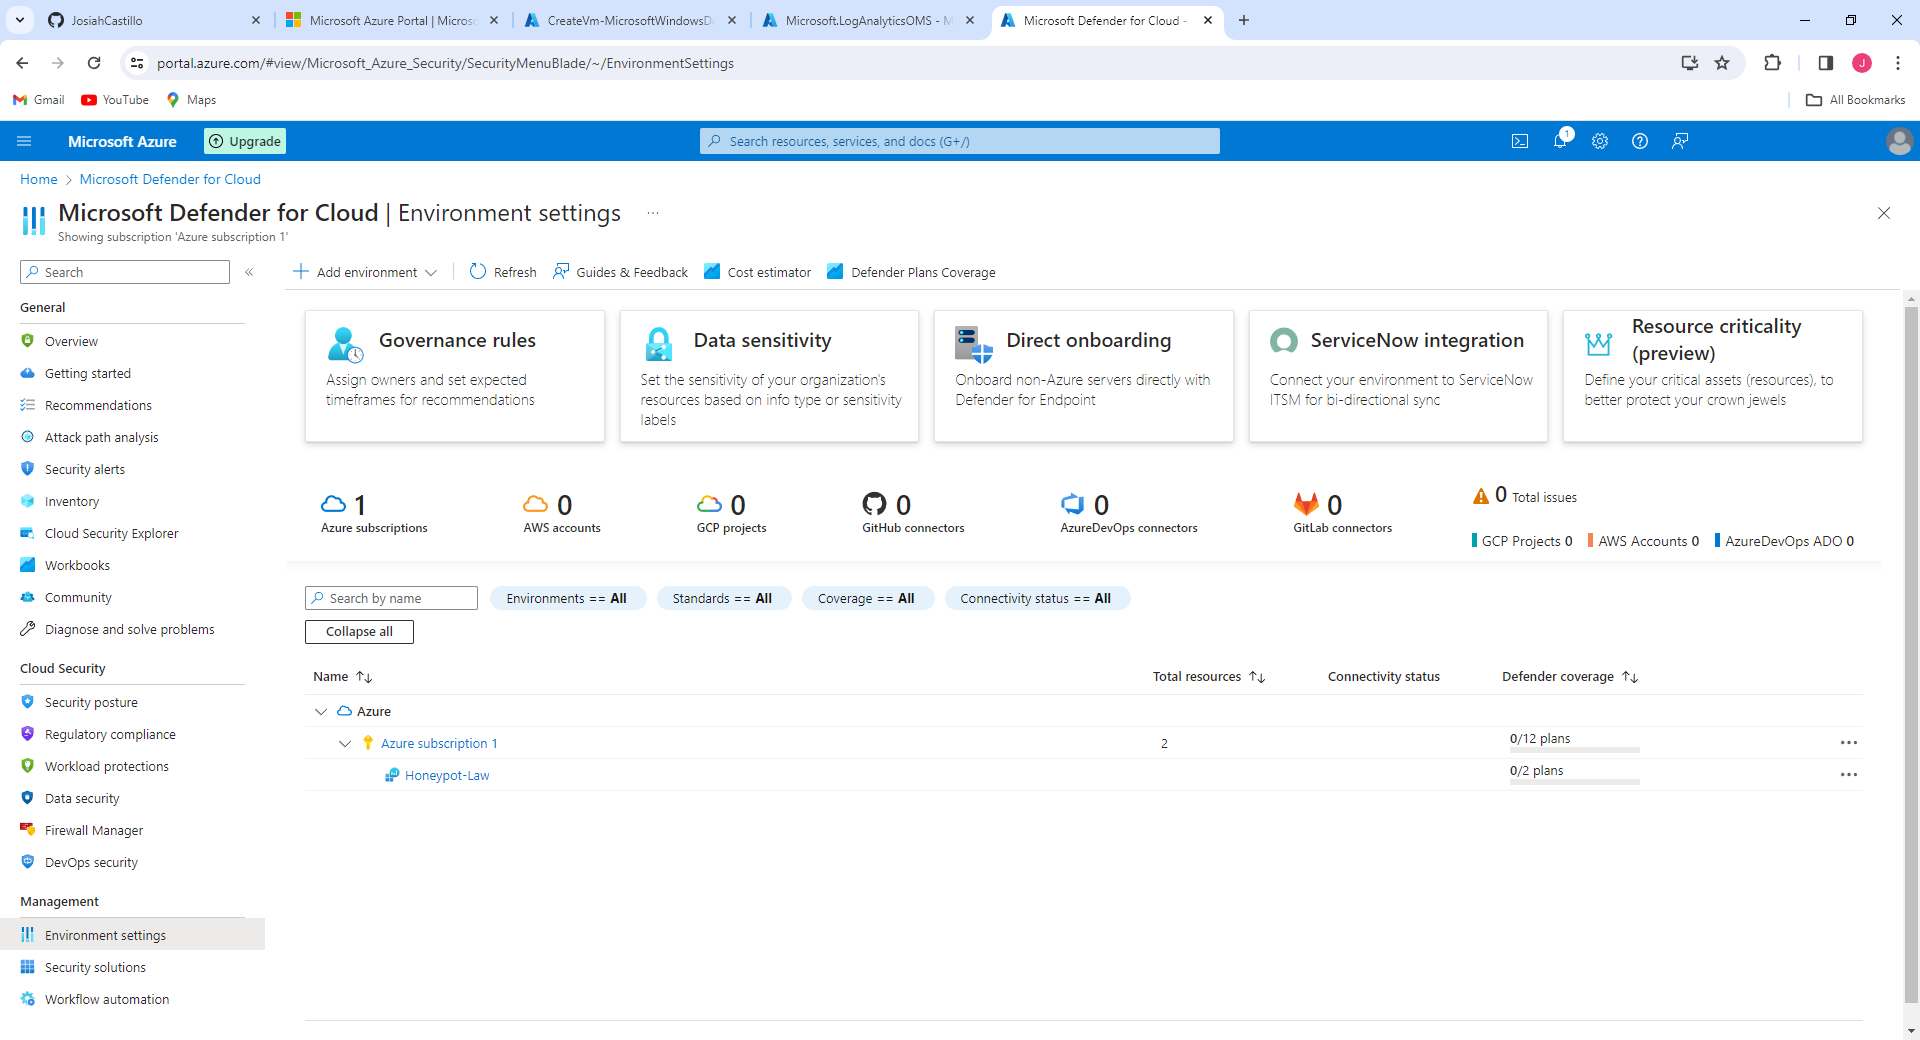 JosiahCastillo
Microsoft Azure Portal | Micros
CreateVm-MicrosoftWindowsD
Microsoft.LogAnalyticsOMS - M
Microsoft Defender for Cloud -
portal.azure.com/#view/Microsoft_Azure_Security/SecurityMenuBlade/~/EnvironmentSettings
J
Gmail
YouTube
Maps
All Bookmarks
Microsoft Azure
Upgrade
Search resources, services, and docs (G+/)
1
Home > Microsoft Defender for Cloud
Microsoft Defender for Cloud | Environment settings ...
Showing subscription 'Azure subscription 1'
Search
«
Add environment
Refresh
Guides & Feedback
Cost estimator
Defender Plans Coverage
General
Overview
Getting started
Recommendations
Attack path analysis
Security alerts
Inventory
Cloud Security Explorer
Workbooks
Community
Diagnose and solve problems
Cloud Security
Security posture
Regulatory compliance
Workload protections
Data security
Firewall Manager
DevOps security
Management
Environment settings
Security solutions
Workflow automation
Governance rules
Assign owners and set expected
timeframes for recommendations
Data sensitivity
Set the sensitivity of your organization's
resources based on info type or sensitivity
labels
Direct onboarding
Onboard non-Azure servers directly with
Defender for Endpoint
ServiceNow integration
Connect your environment to ServiceNow
ITSM for bi-directional sync
Resource criticality
(preview)
Define your critical assets (resources), to
better protect your crown jewels
1
Azure subscriptions
0
AWS accounts
0
GCP projects
0
GitHub connectors
0
AzureDevOps connectors
0
GitLab connectors
0 Total issues
GCP Projects 0
AWS Accounts 0
AzureDevOps ADO 0
Search by name
Environments == All
Standards == All
Coverage == All
Connectivity status == All
Collapse all
Name ↑↓
Total resources ↑↓
Connectivity status
Defender coverage ↑↓
Azure
Azure subscription 1
2
0/12 plans
...
Honeypot-Law
0/2 plans
...